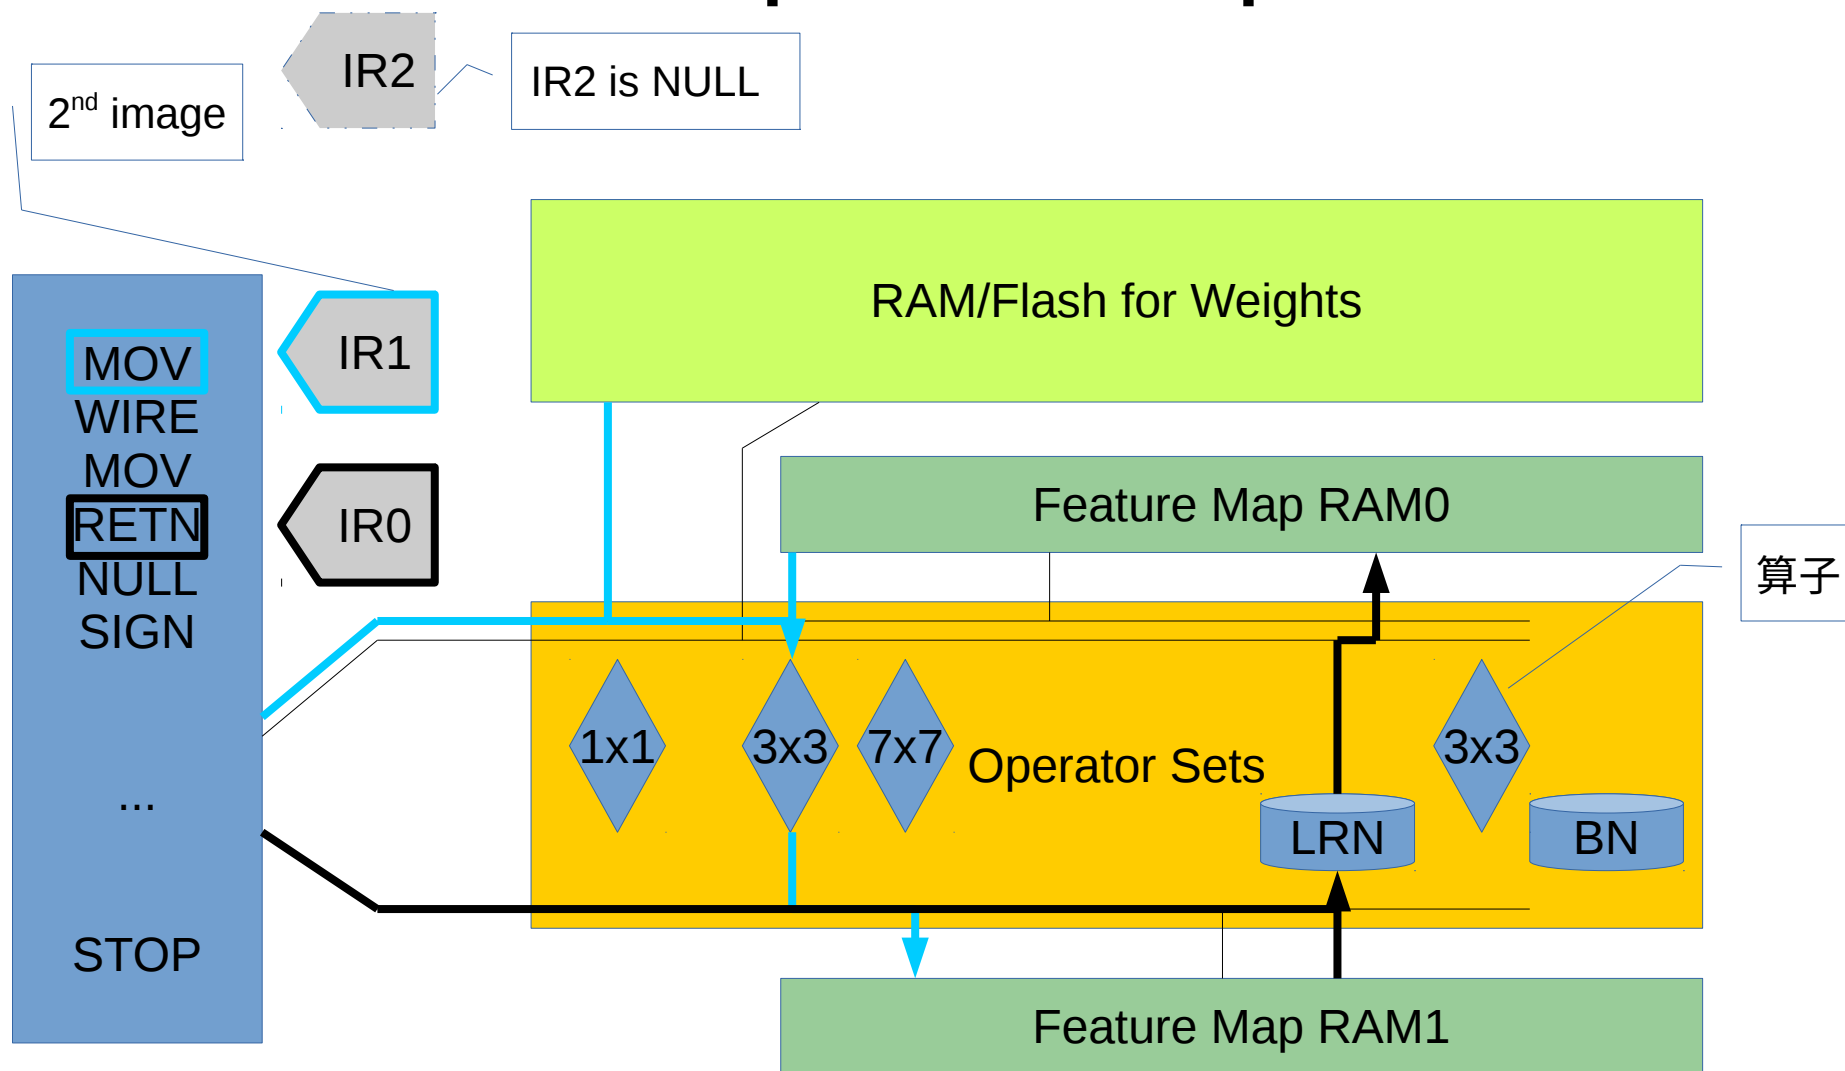 IR2
IR2 is NULL
2nd image
RAM/Flash for Weights
MOV
WIRE
MOV
RETN
NULL
SIGN
...
STOP
IR1
IR0
Feature Map RAM0
算子
1x1
3x3
7x7
Operator Sets
3x3
LRN
BN
Feature Map RAM1